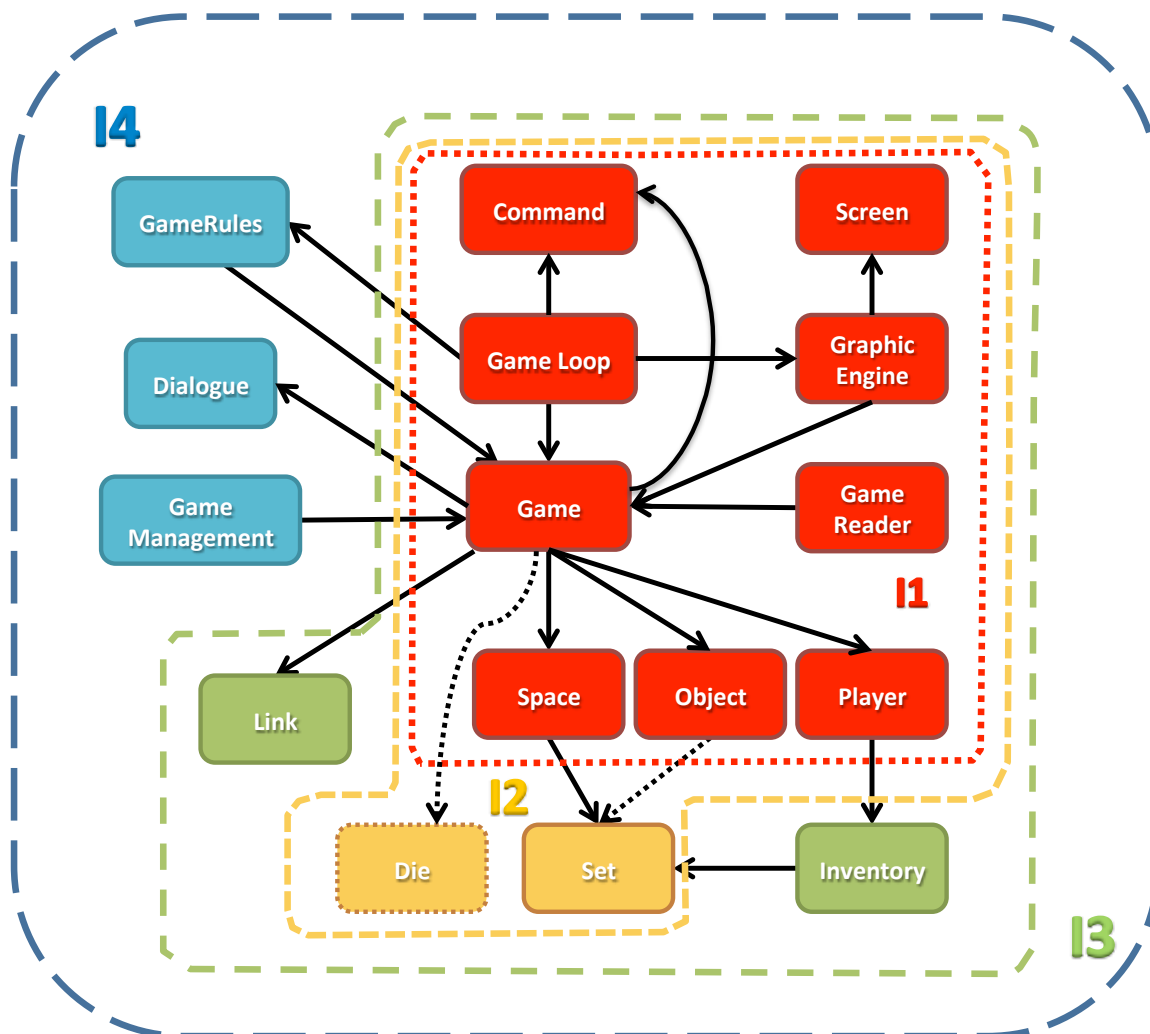 I4
GameRules
Command
Screen
Game Loop
Graphic
Engine
Dialogue
Game
Management
Game
Game
Reader
I1
Link
Space
Object
Player
I2
Die
Set
Inventory
I3